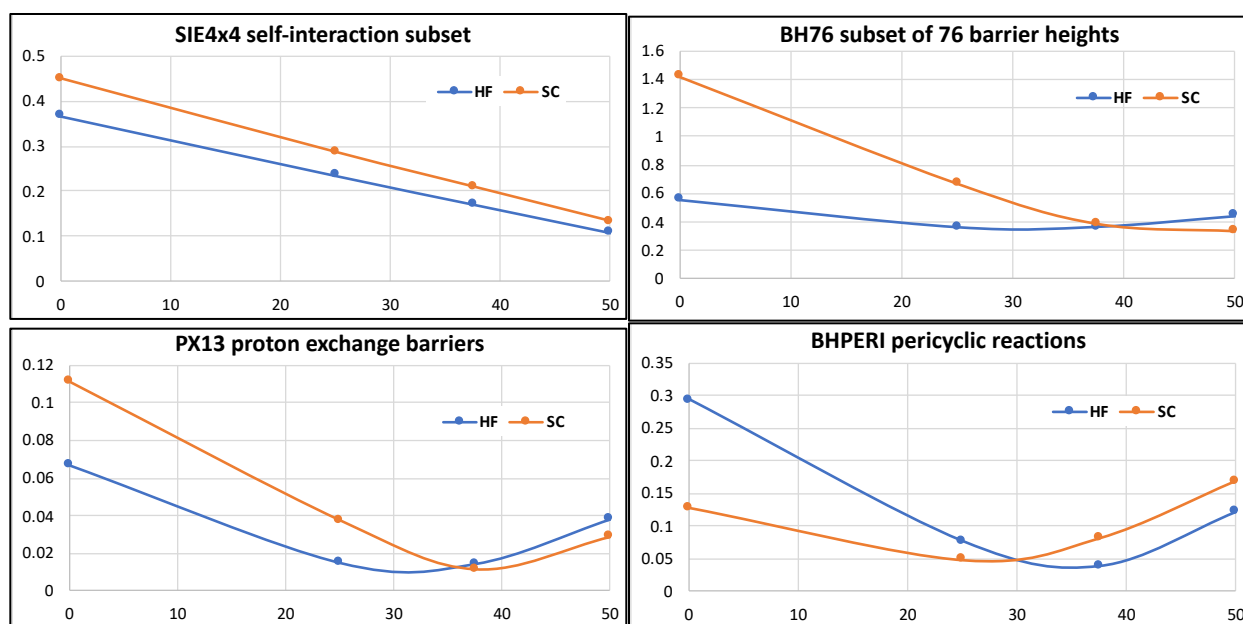 SIE4x4 self-interaction subset
0.5
0.4
0.3
0.2
0.1
0
HF SC
0 10 20 30 40 50
BH76 subset of 76 barrier heights
1.6
1.4
1.2
1
0.8
0.6
0.4
0.2
0
HF SC
0 10 20 30 40 50
PX13 proton exchange barriers
0.12
0.1
0.08
0.06
0.04
0.02
0
HF SC
0 10 20 30 40 50
BHPERI pericyclic reactions
0.35
0.3
0.25
0.2
0.15
0.1
0.05
0
HF SC
0 10 20 30 40 50